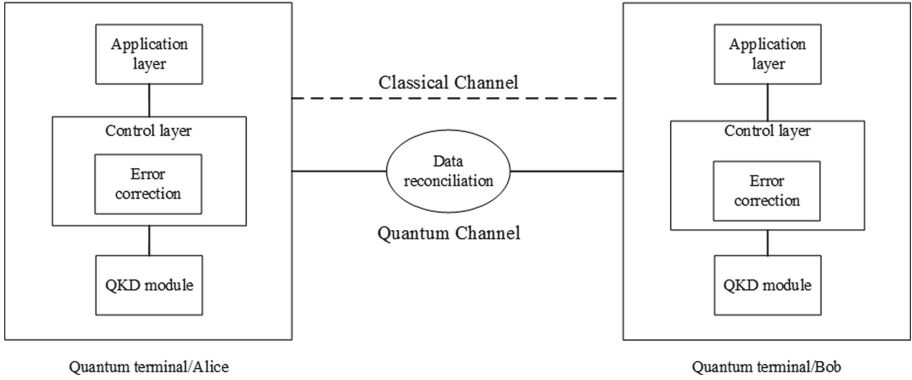 Application
layer
Control layer
Error
correction
QKD module
Quantum terminal/Alice
Classical Channel
Data
reconciliation
Quantum Channel
Application
layer
Control layer
Error
correction
QKD module
Quantum terminal/Bob